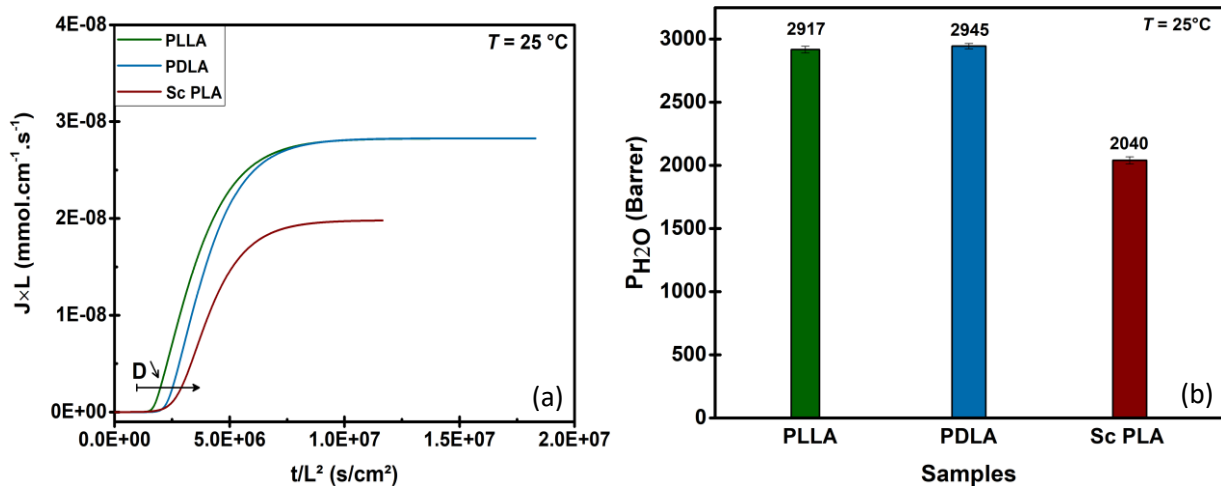 4E-08
3E-08
2E-08
1E-08
0E+00
J×L (mmol.cm⁻¹.s⁻¹)
PLLA
PDLA
Sc PLA
T = 25 °C
D
(a)
0.0E+00
5.0E+06
1.0E+07
1.5E+07
2.0E+07
t/L² (s/cm²)
3000
2500
2000
1500
1000
500
0
P_H2O (Barrer)
T = 25°C
2917
2945
2040
(b)
PLLA
PDLA
Sc PLA
Samples